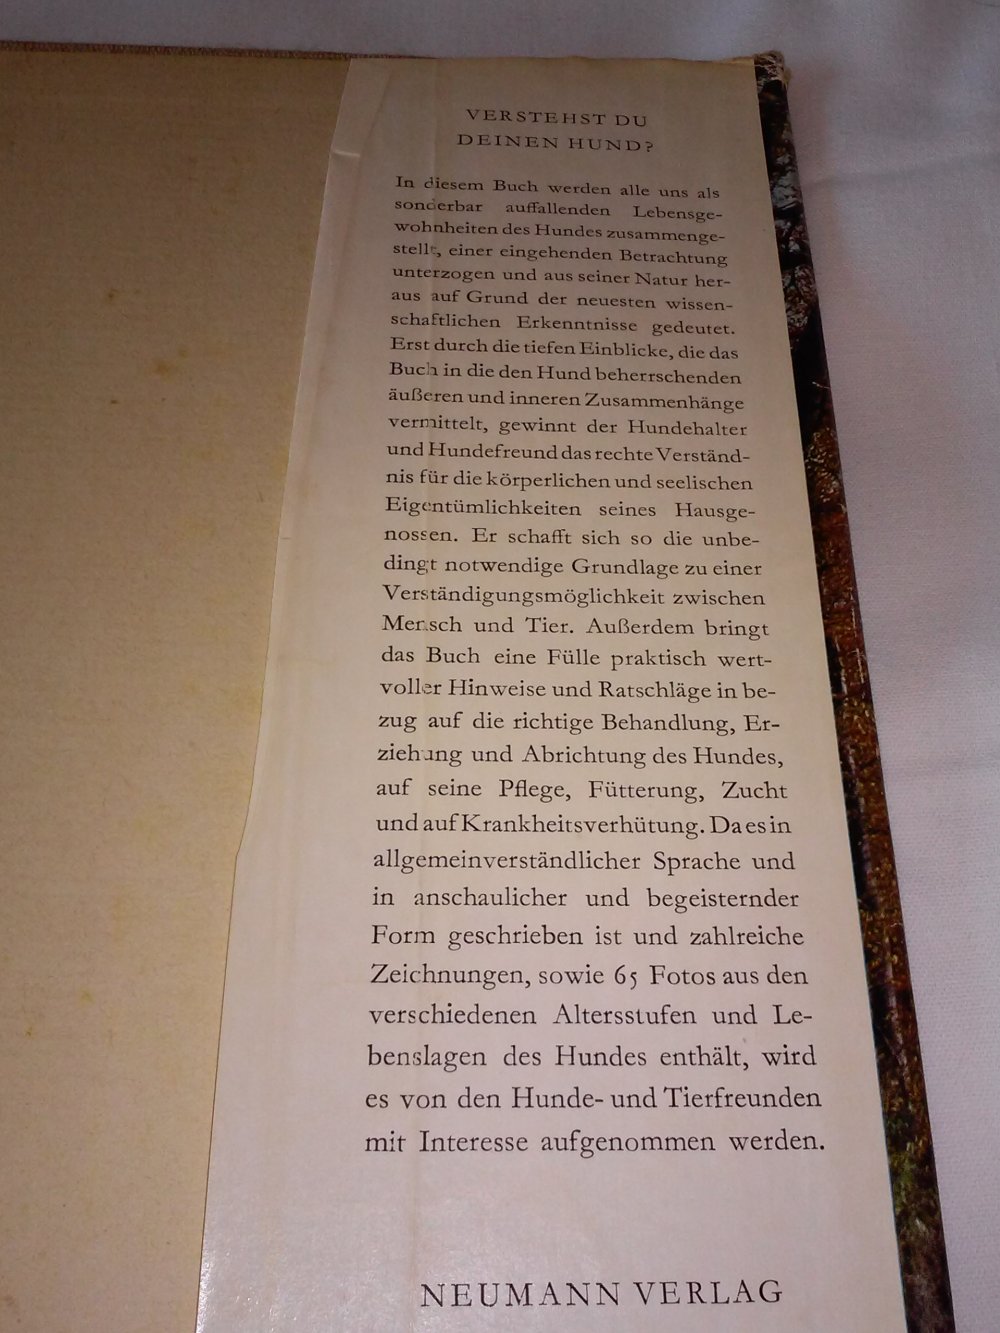 VERSTEHST DU
DEINEN HUND?
In diesem Buch werden alle uns als
sonderbar auffallenden Lebensge-
wohnheiten des Hundes zusammenge-
stellt, einer eingehenden Betrachtung
unterzogen und aus seiner Natur her-
aus auf Grund der neuesten wissen-
schaftlichen Erkenntnisse gedeutet.
Erst durch die tiefen Einblicke, die das
Buch in die den Hund beherrschenden
äußeren und inneren Zusammenhänge
vermittelt, gewinnt der Hundehalter
und Hundefreund das rechte Verständ-
nis für die körperlichen und seelischen
Eigentümlichkeiten seines Hausge-
nossen. Er schafft sich so die unbe-
dingt notwendige Grundlage zu einer
Verständigungsmöglichkeit zwischen
Mensch und Tier. Außerdem bringt
das Buch eine Fülle praktisch wert-
voller Hinweise und Ratschläge in be-
zug auf die richtige Behandlung, Er-
ziehung und Abrichtung des Hundes,
auf seine Pflege, Fütterung, Zucht
und auf Krankheitsverhütung. Da es in
allgemeinverständlicher Sprache und
in anschaulicher und begeisternder
Form geschrieben ist und zahlreiche
Zeichnungen, sowie 65 Fotos aus den
verschiedenen Altersstufen und Le-
benslagen des Hundes enthält, wird
es von den Hunde- und Tierfreunden
mit Interesse aufgenommen werden.
NEUMANN VERLAG